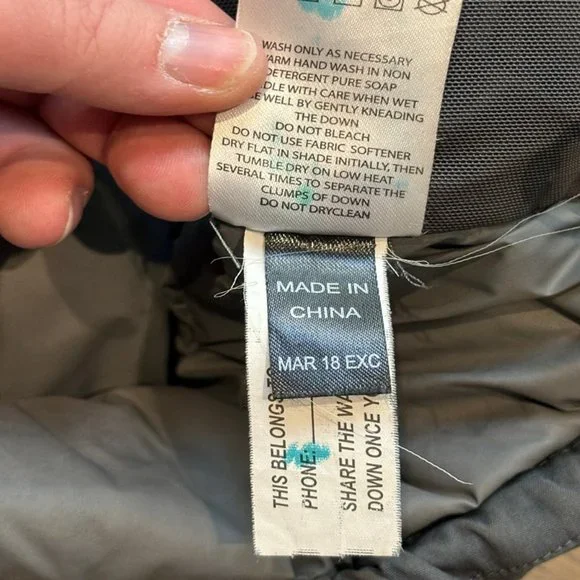 WASH ONLY AS NECESSARY
WARM HAND WASH IN NON
DETERGENT PURE SOAP
WITH CARE WHEN WET
WELL BY GENTLY KNEADING
THE DOWN
DO NOT BLEACH
DO NOT USE FABRIC SOFTENER
DRY FLAT IN SHADE INITIALLY, THEN
TUMBLE DRY ON LOW HEAT
SEVERAL TIMES TO SEPARATE THE
CLUMPS OF DOWN
DO NOT DRYCLEAN
MADE IN
CHINA
MAR 18 EXC
THIS BELONGS TO
PHONE:
SHARE THE
DOWN ONCE